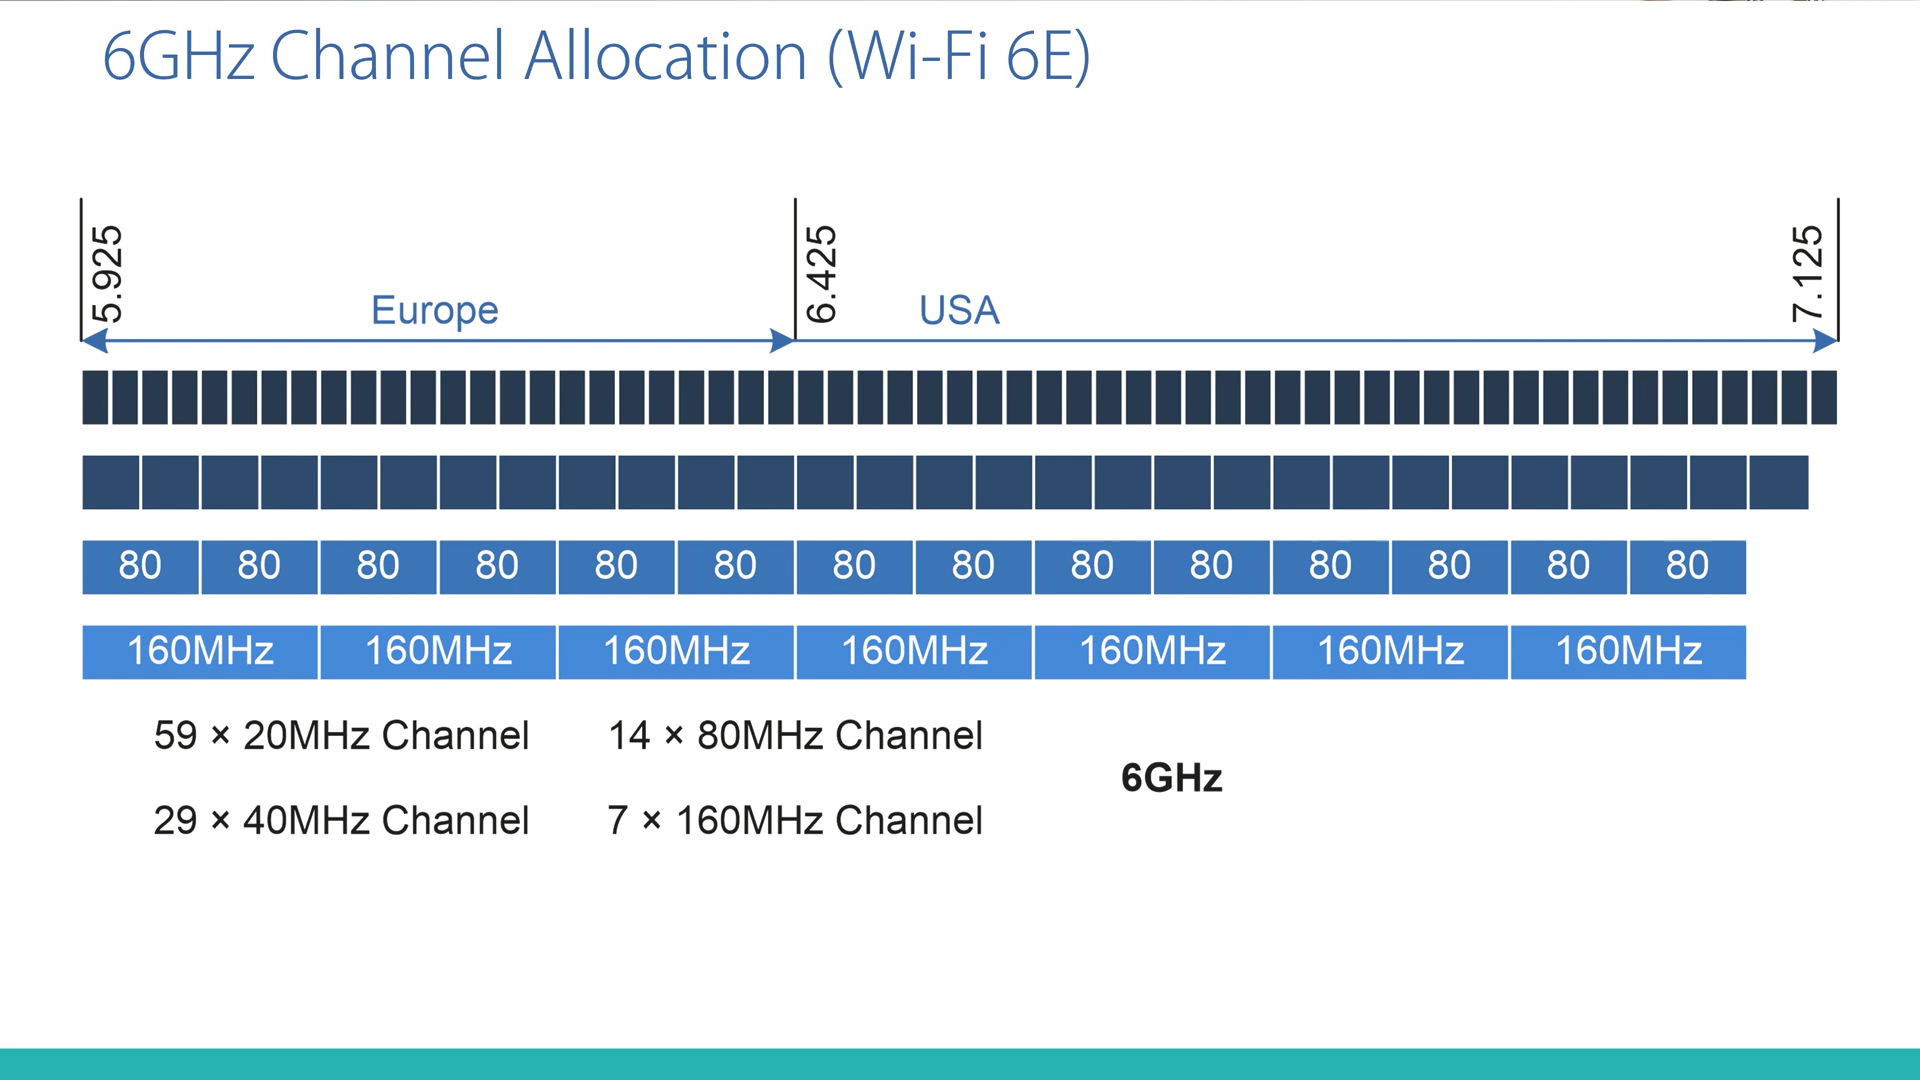 6GHz Channel Allocation (Wi-Fi 6E)
5.925
6.425
7.125
Europe
USA
80 80 80 80 80 80 80 80 80 80 80 80 80 80
160MHz 160MHz 160MHz 160MHz 160MHz 160MHz 160MHz
59 × 20MHz Channel
14 × 80MHz Channel
29 × 40MHz Channel
7 × 160MHz Channel
6GHz